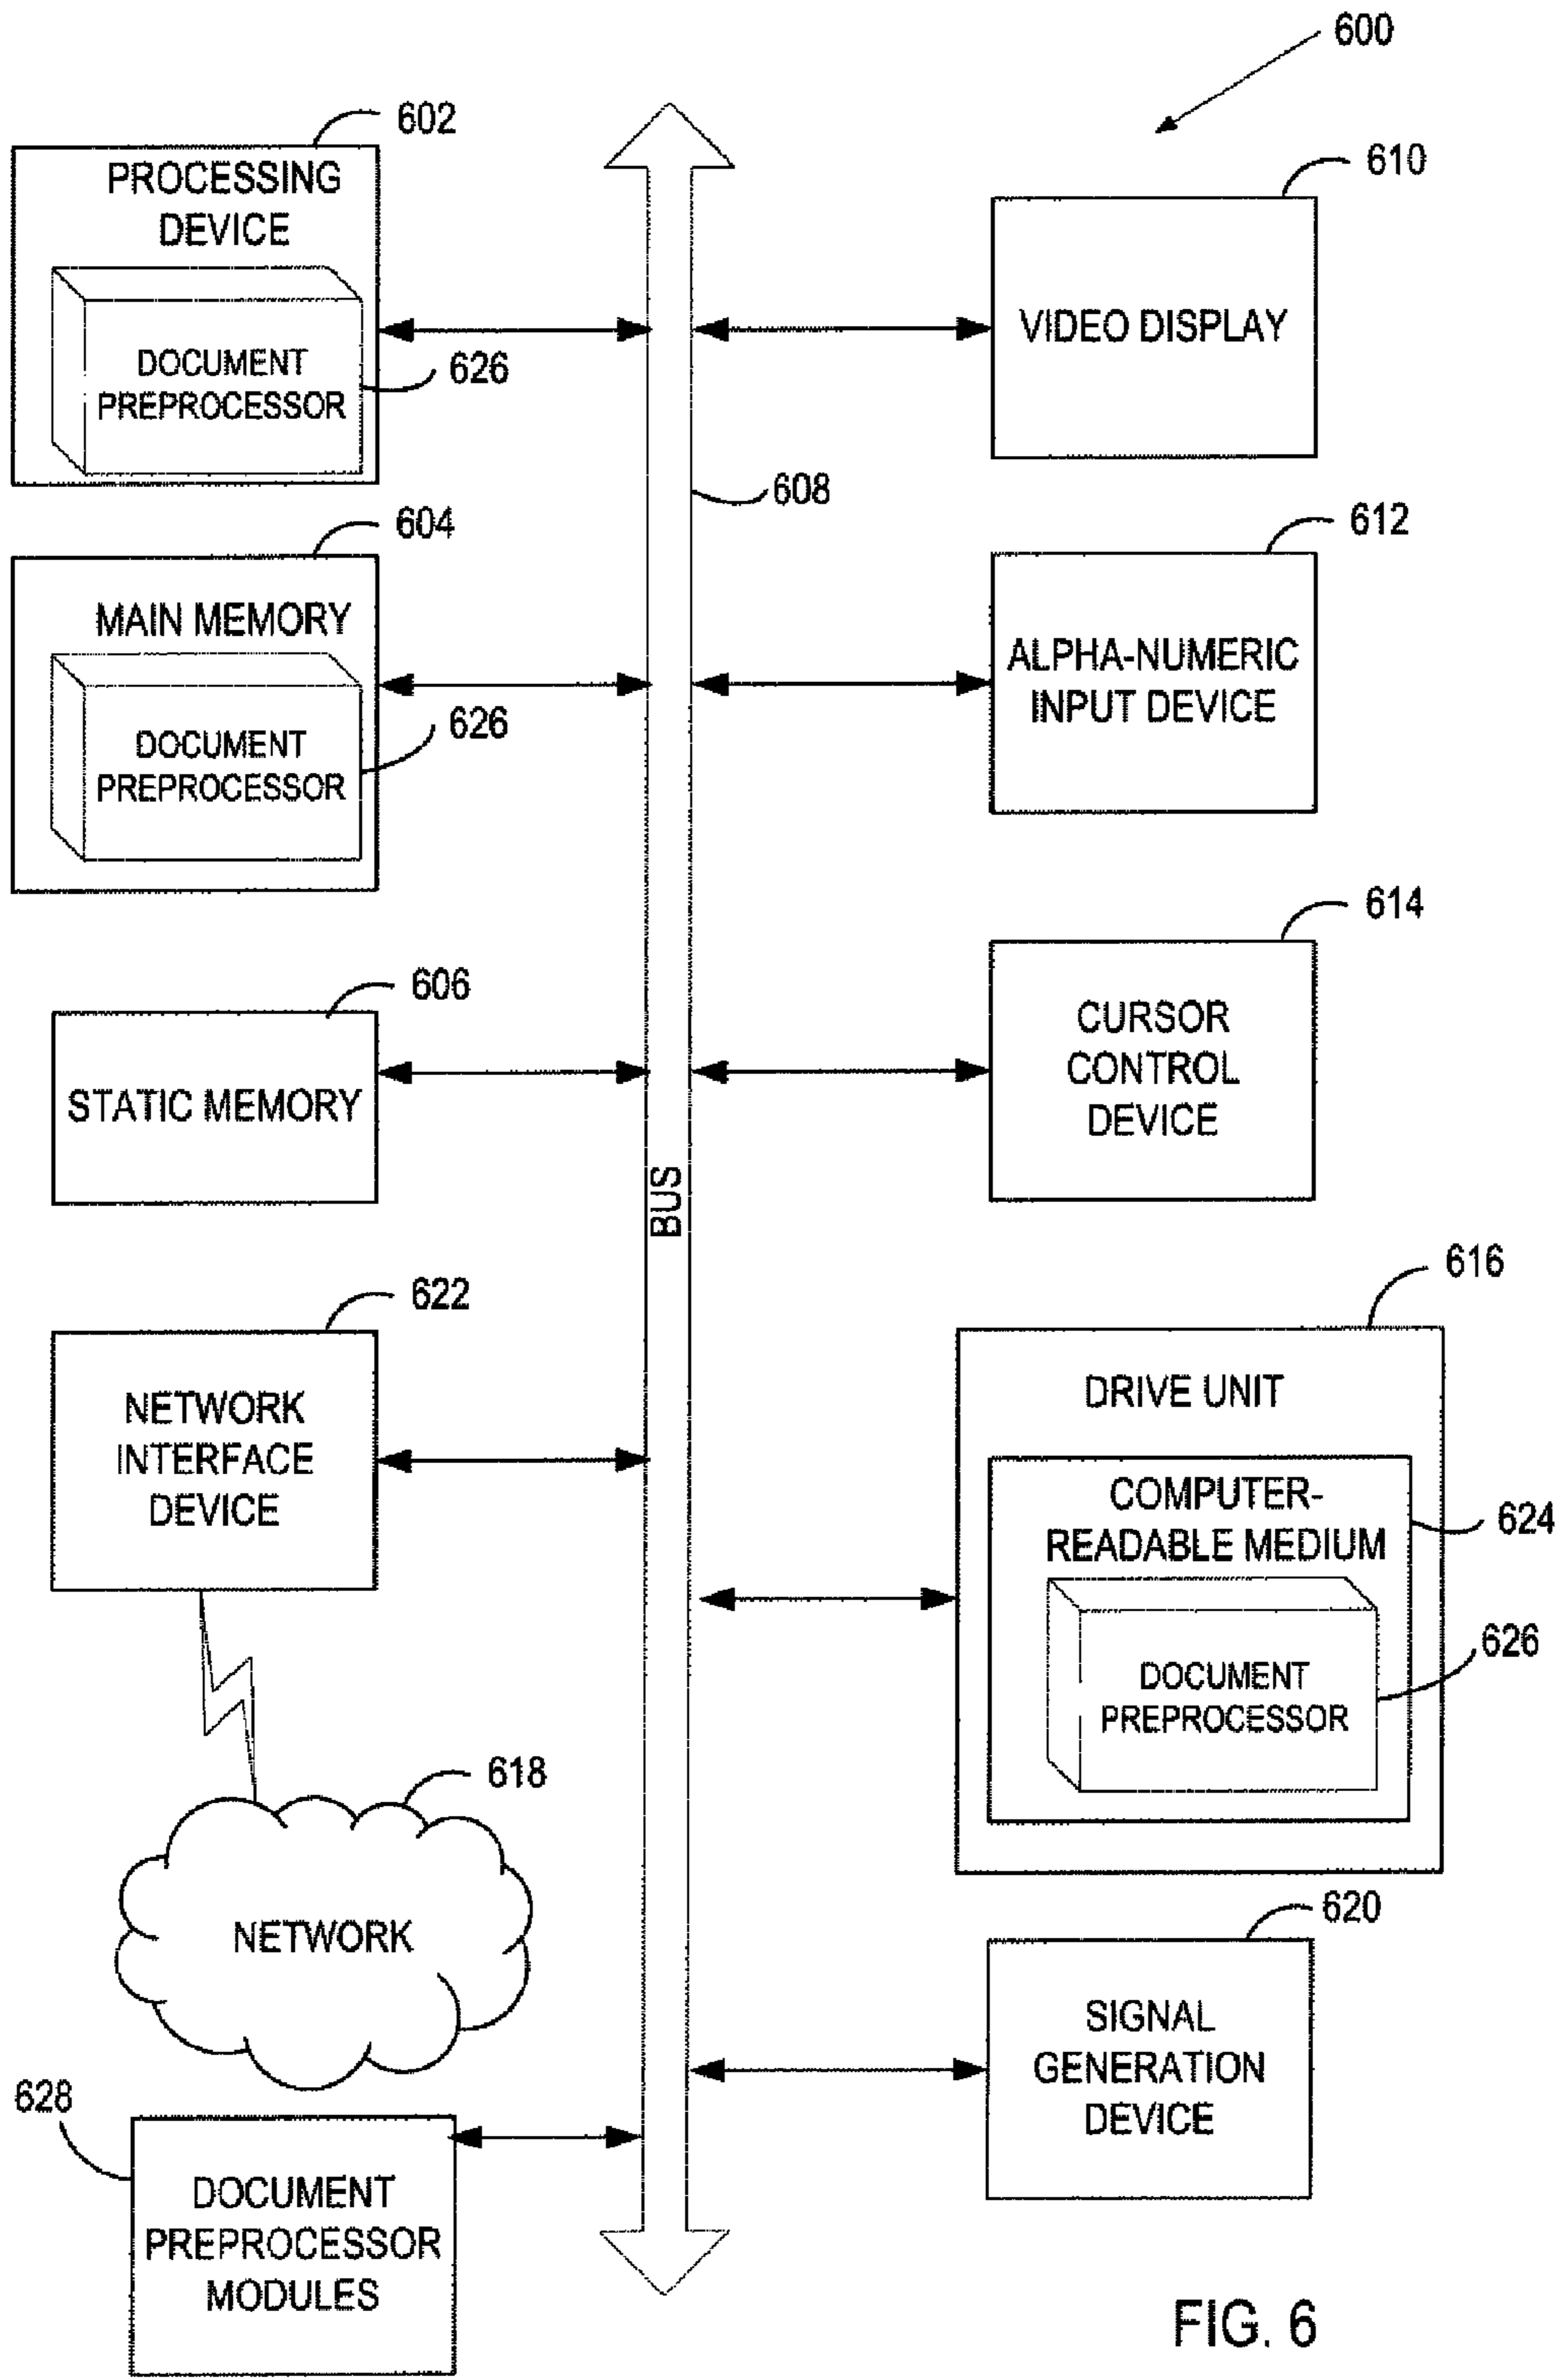 600
602
PROCESSING
DEVICE
DOCUMENT
PREPROCESSOR
626
610
VIDEO DISPLAY
608
604
MAIN MEMORY
DOCUMENT
PREPROCESSOR
626
612
ALPHA-NUMERIC
INPUT DEVICE
606
STATIC MEMORY
614
CURSOR
CONTROL
DEVICE
BUS
622
NETWORK
INTERFACE
DEVICE
616
DRIVE UNIT
COMPUTER-
READABLE MEDIUM
624
DOCUMENT
PREPROCESSOR
626
618
NETWORK
620
SIGNAL
GENERATION
DEVICE
628
DOCUMENT
PREPROCESSOR
MODULES
FIG. 6